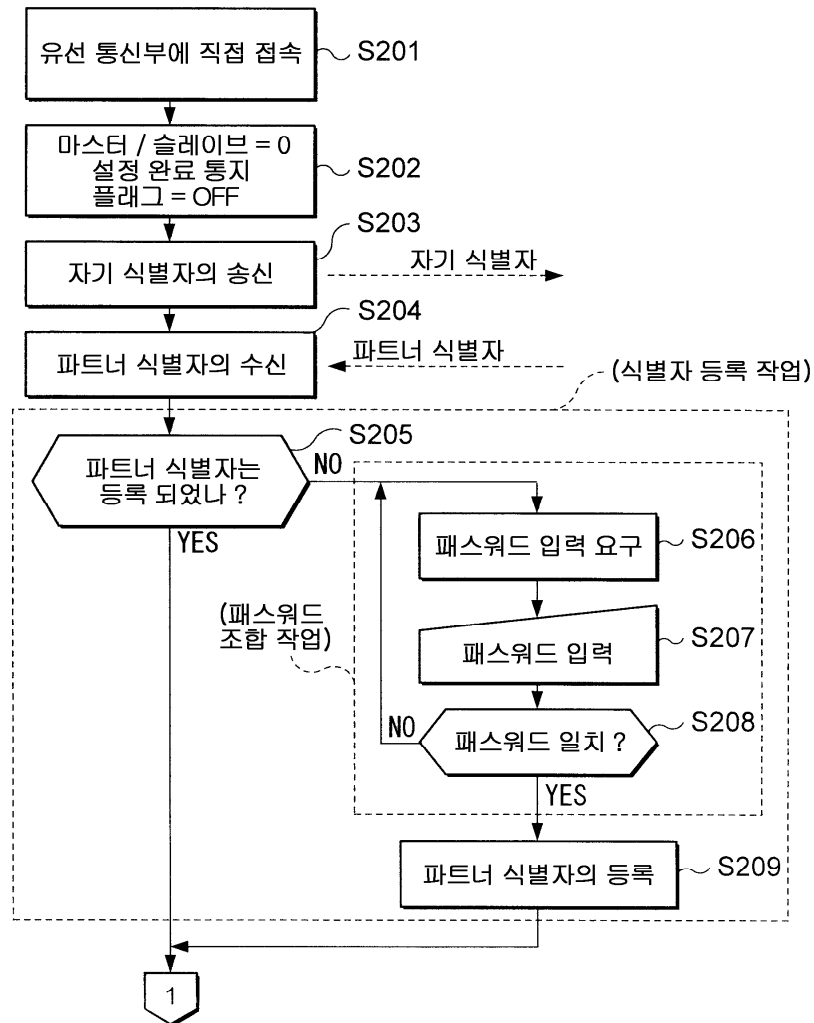 유선 통신부에 직접 접속
S201
마스터 / 슬레이브 = 0
설정 완료 통지
플래그 = OFF
S202
S203
자기 식별자의 송신
자기 식별자
S204
파트너 식별자의 수신
파트너 식별자
(식별자 등록 작업)
S205
파트너 식별자는
등록 되었나 ?
NO
YES
패스워드 입력 요구
S206
(패스워드
조합 작업)
패스워드 입력
S207
패스워드 일치 ?
S208
NO
YES
파트너 식별자의 등록
S209
1